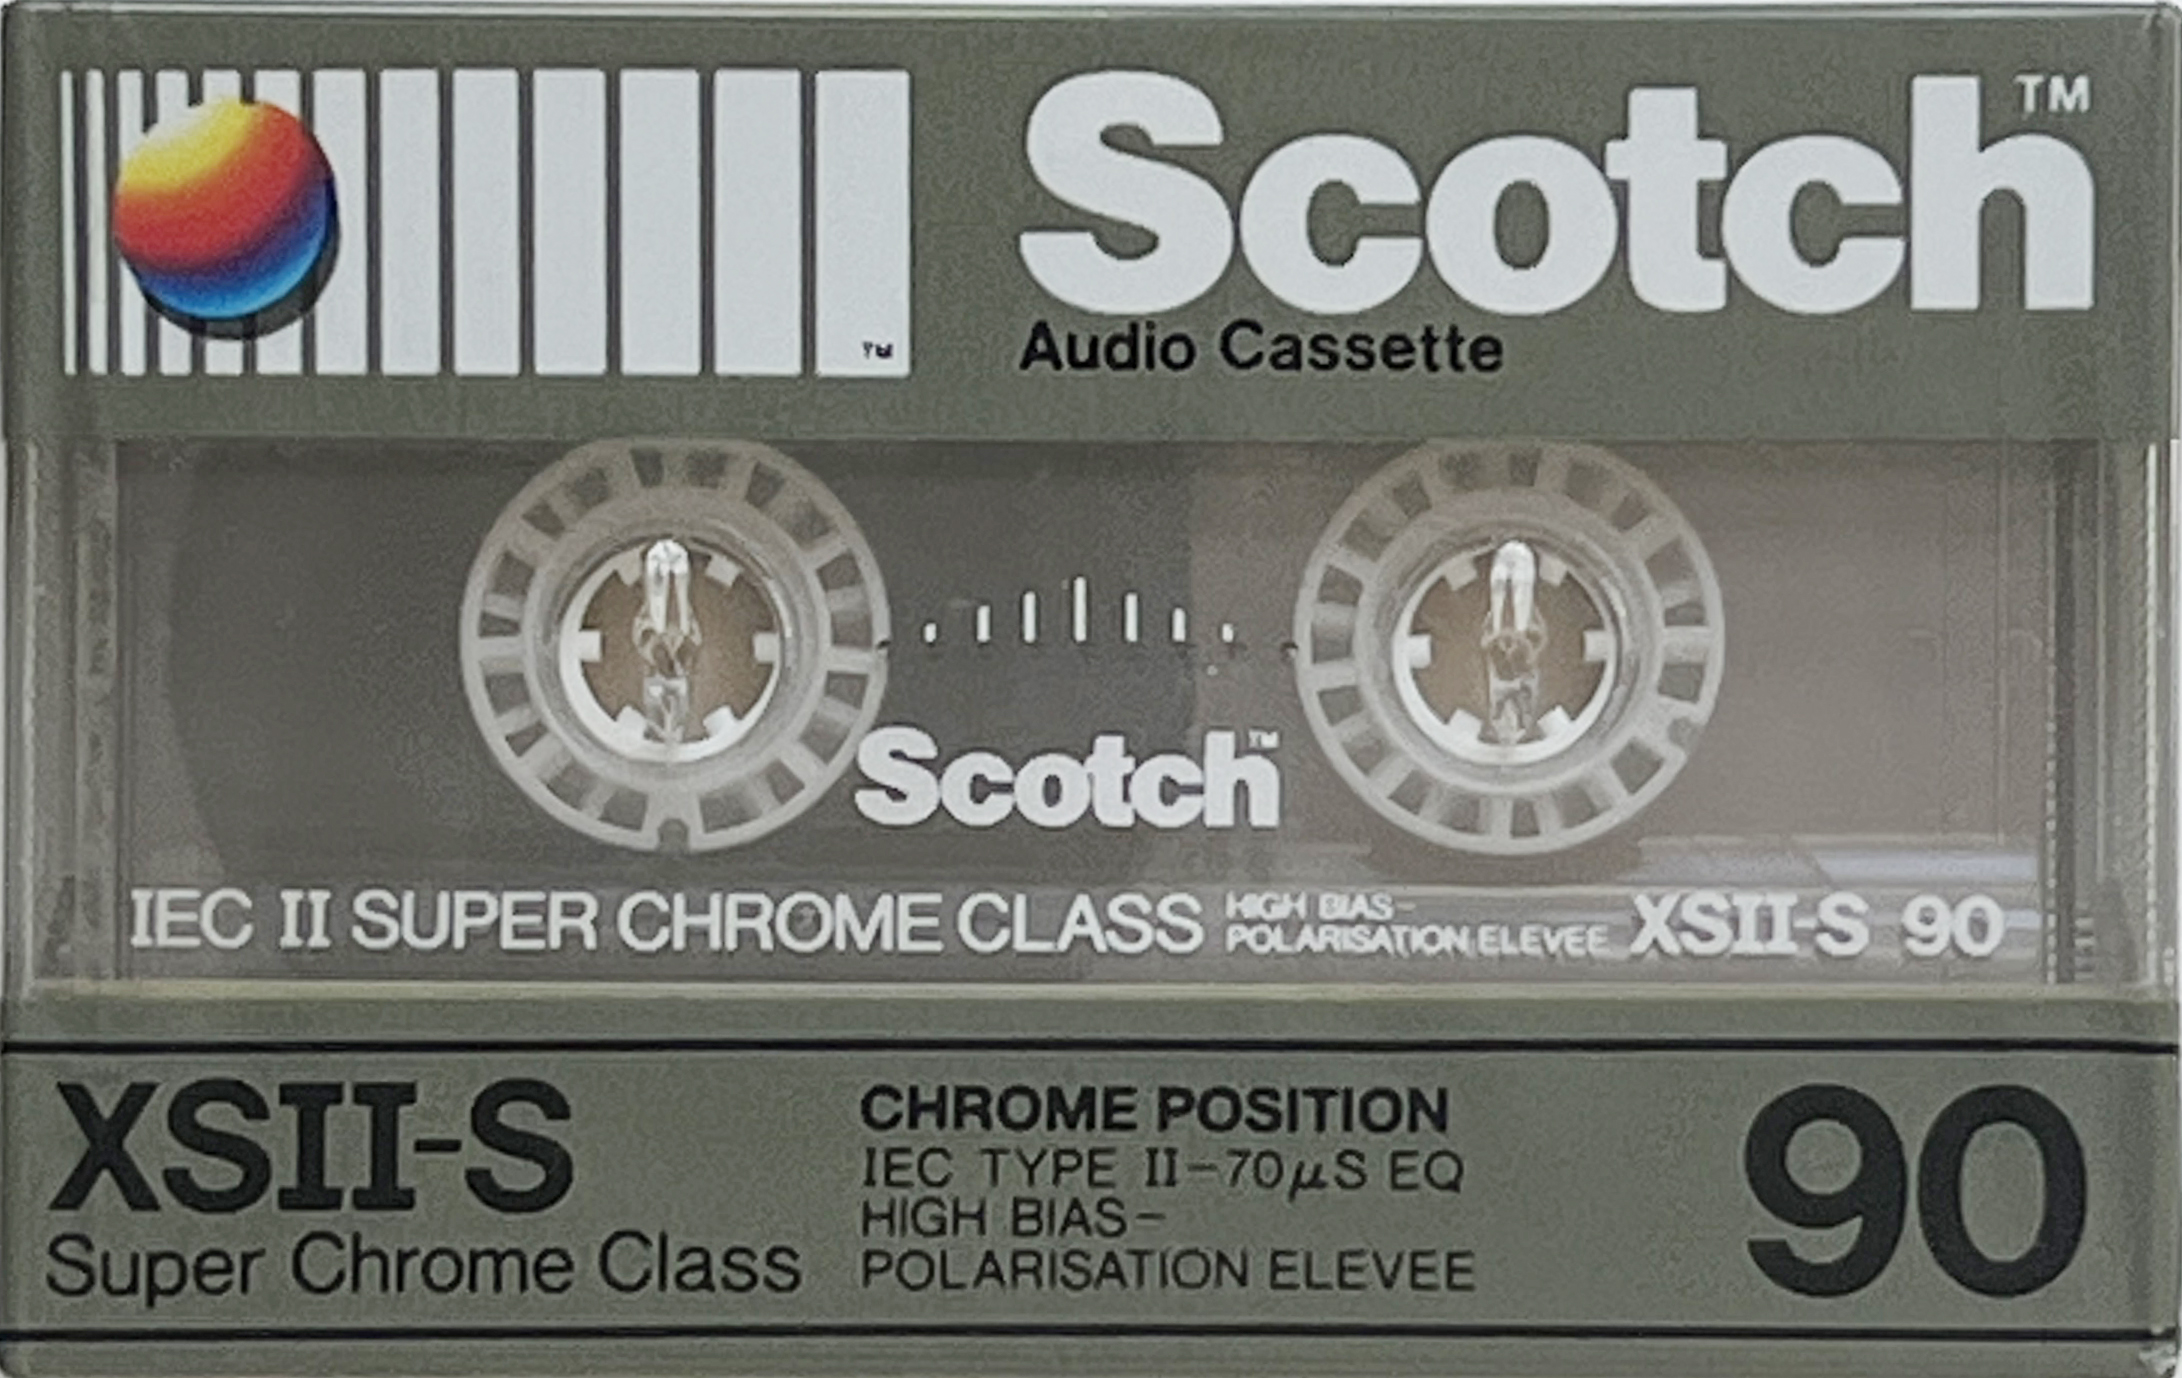 Scotch™
™
Audio Cassette
Scotch™
IEC II SUPER CHROME CLASS HIGH BIAS- XSII-S 90
POLARISATION ELEVEE
XSII-S
Super Chrome Class
CHROME POSITION
IEC TYPE II-70μS EQ
HIGH BIAS-
POLARISATION ELEVEE
90